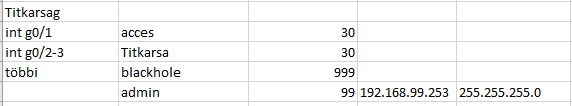 Titkarsag
int g0/1 acces 30
int g0/2-3 Titkarsa 30
többi blackhole 999
admin 99 192.168.99.253 255.255.255.0